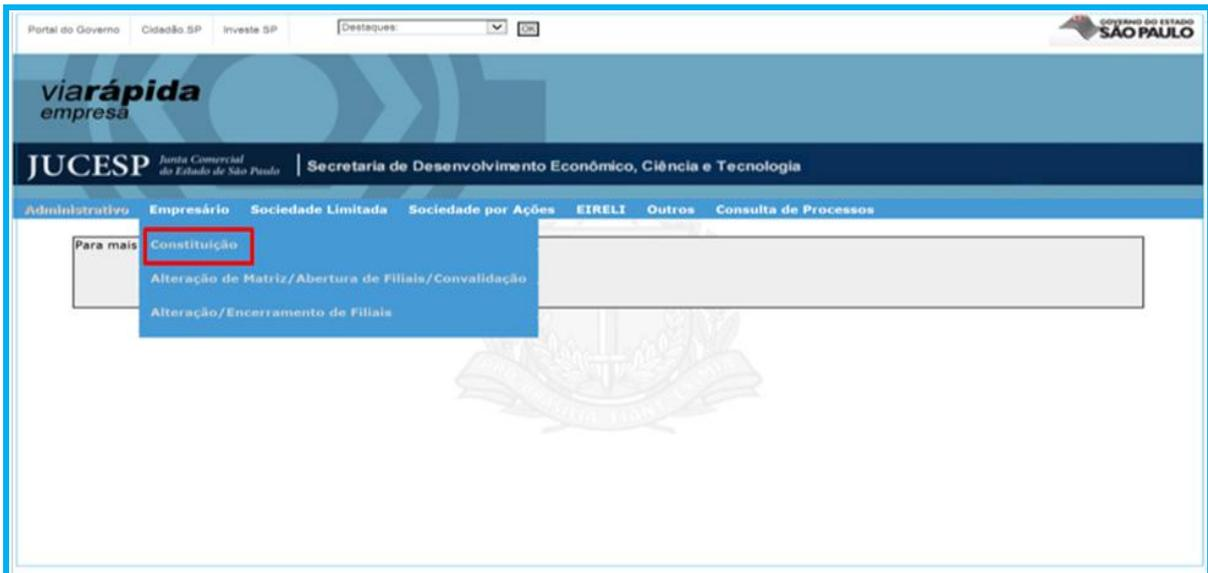 Portal do Governo Cidadão.SP Investe SP Destaques: OK
GOVERNO DO ESTADO
SÃO PAULO
viarápida
empresa
JUCESP Junta Comercial do Estado de São Paulo Secretaria de Desenvolvimento Econômico, Ciência e Tecnologia
Administrativo Empresário Sociedade Limitada Sociedade por Ações EIRELI Outros Consulta de Processos
Para mais Constituição
Alteração de Matriz/Abertura de Filiais/Convalidação
Alteração/Encerramento de Filiais